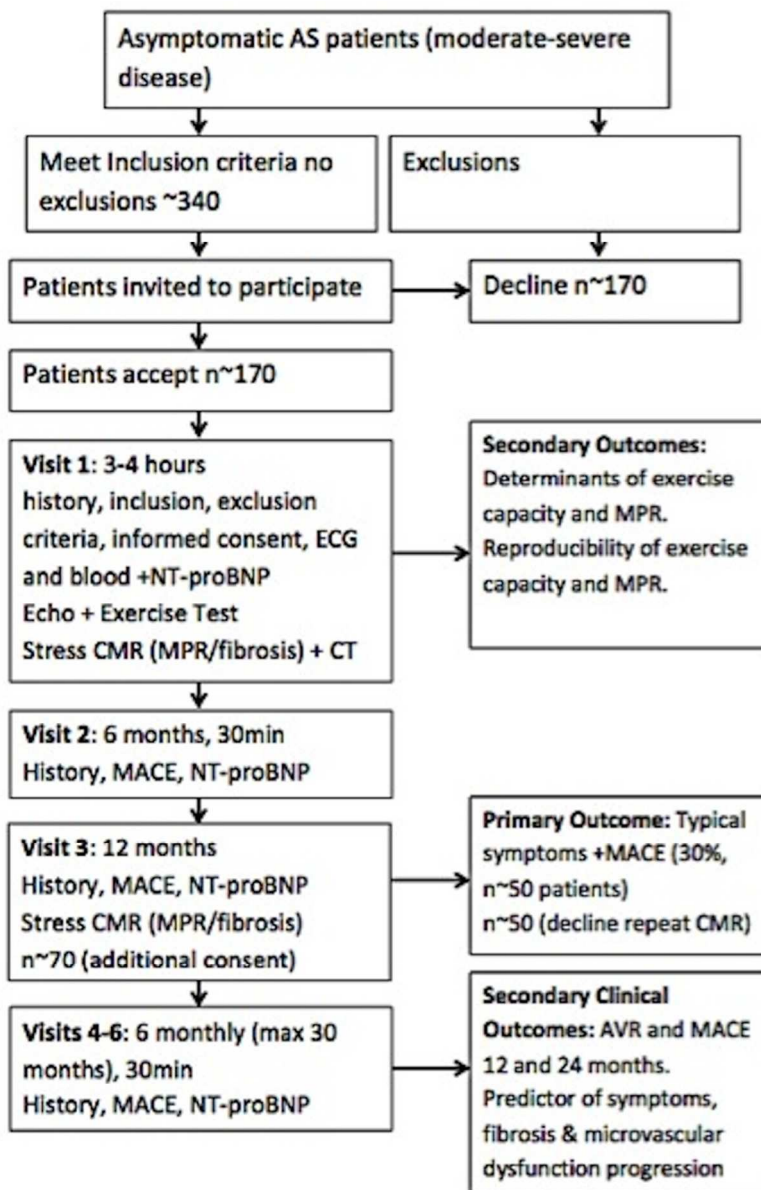 Asymptomatic AS patients (moderate-severe
disease)
Meet Inclusion criteria no
exclusions ~340
Exclusions
Patients invited to participate
Decline n~170
Patients accept n~170
Visit 1: 3-4 hours
history, inclusion, exclusion
criteria, informed consent, ECG
and blood +NT-proBNP
Echo + Exercise Test
Stress CMR (MPR/fibrosis) + CT
Secondary Outcomes:
Determinants of exercise
capacity and MPR.
Reproducibility of exercise
capacity and MPR.
Visit 2: 6 months, 30min
History, MACE, NT-proBNP
Visit 3: 12 months
History, MACE, NT-proBNP
Stress CMR (MPR/fibrosis)
n~70 (additional consent)
Primary Outcome: Typical
symptoms +MACE (30%,
n~50 patients)
n~50 (decline repeat CMR)
Visits 4-6: 6 monthly (max 30
months), 30min
History, MACE, NT-proBNP
Secondary Clinical
Outcomes: AVR and MACE
12 and 24 months.
Predictor of symptoms,
fibrosis & microvascular
dysfunction progression